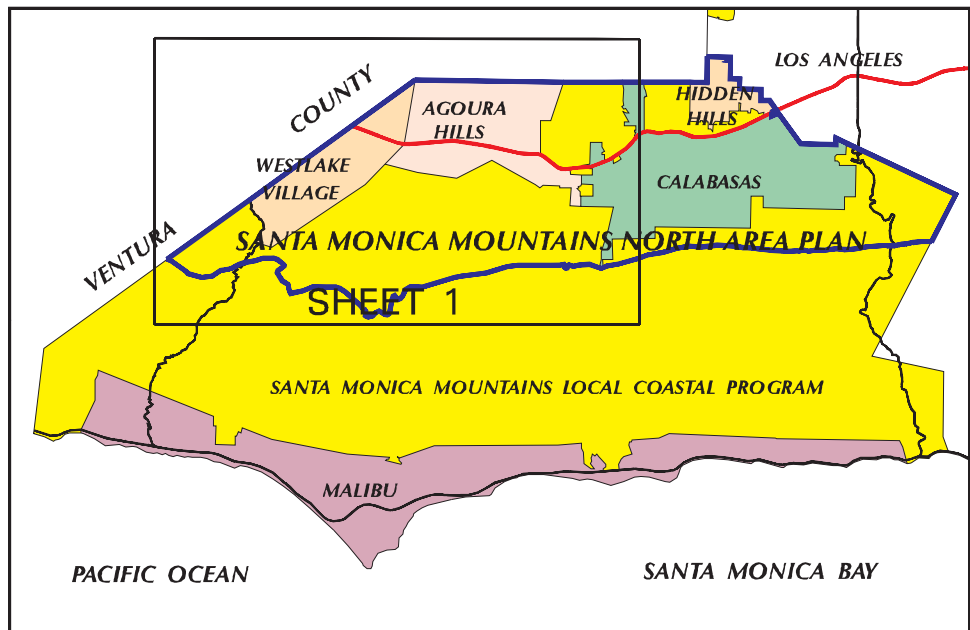 LOS ANGELES
COUNTY
HIDDEN
HILLS
AGOURA
HILLS
WESTLAKE
VILLAGE
CALABASAS
VENTURA
SANTA MONICA MOUNTAINS NORTH AREA PLAN
SHEET 1
SANTA MONICA MOUNTAINS LOCAL COASTAL PROGRAM
MALIBU
PACIFIC OCEAN
SANTA MONICA BAY